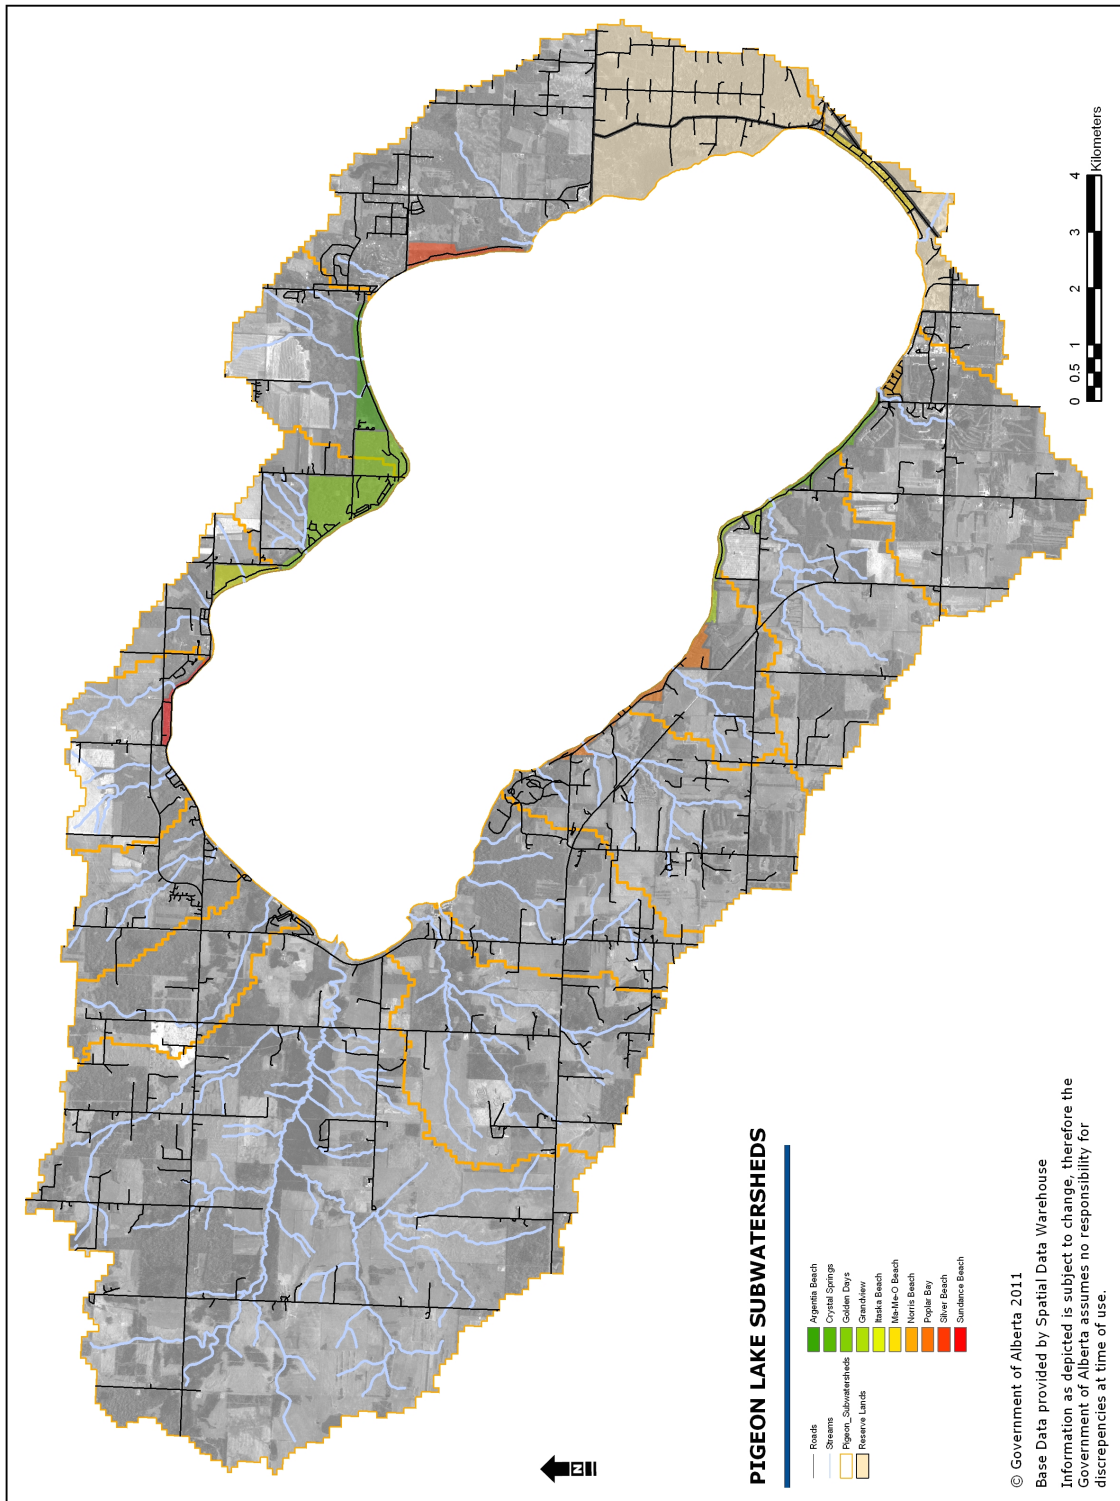 PIGEON LAKE SUBWATERSHEDS
Roads
Streams
Pigeon_Subwatersheds
Reserve Lands
Argentia Beach
Crystal Springs
Golden Days
Grandview
Itaska Beach
Ma-Me-O Beach
Norris Beach
Poplar Bay
Silver Beach
Sundance Beach
© Government of Alberta 2011
Base Data provided by Spatial Data Warehouse
Information as depicted is subject to change, therefore the
Government of Alberta assumes no responsibility for
discrepancies at time of use.
0 0.5 1 2 3 4
Kilometers
N